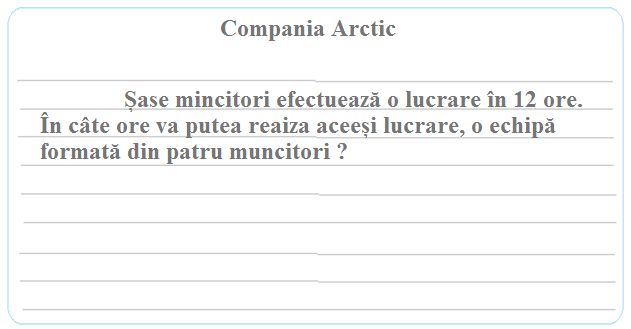 Compania Arctic
Șase mincitori efectuează o lucrare în 12 ore.
În câte ore va putea reaiza aceeși lucrare, o echipă
formată din patru muncitori ?